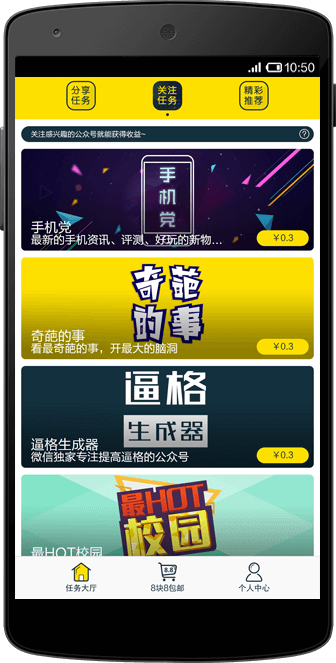 10:50
分享
任务
关注
任务
精彩
推荐
关注感兴趣的公众号就能获得收益~
?
手机党
手机党
最新的手机资讯、评测、好玩的新物...
￥0.3
奇葩
的事
奇葩的事
看最奇葩的事，开最大的脑洞
￥0.3
逼格
生成器
逼格生成器
微信独家专注提高逼格的公众号
￥0.3
最HOT
校园
最HOT校园
8.8
任务大厅
8块8包邮
个人中心